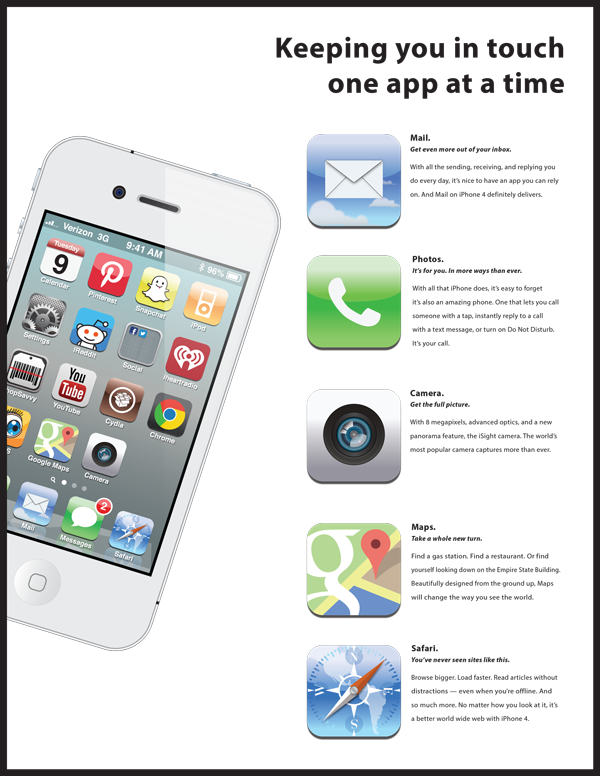 Keeping you in touch
one app at a time
Verizon 3G
9:41 AM
96%
Tuesday
9
Calendar
Pinterest
Snapchat
iPod
Settings
iReddit
Social
iheartradio
opSavvy
You
Tube
YouTube
Cydia
Chrome
S
g
Google Maps
Camera
Mail
2
Messages
Safari
Mail.
Get even more out of your inbox.
With all the sending, receiving, and replying you
do every day, it's nice to have an app you can rely
on. And Mail on iPhone 4 definitely delivers.
Photos.
It's for you. In more ways than ever.
With all that iPhone does, it's easy to forget
it's also an amazing phone. One that lets you call
someone with a tap, instantly reply to a call
with a text message, or turn on Do Not Disturb.
It's your call.
Camera.
Get the full picture.
With 8 megapixels, advanced optics, and a new
panorama feature, the iSight camera. The world's
most popular camera captures more than ever.
g
Maps.
Take a whole new turn.
Find a gas station. Find a restaurant. Or find
yourself looking down on the Empire State Building.
Beautifully designed from the ground up, Maps
will change the way you see the world.
N
S
Safari.
You've never seen sites like this.
Browse bigger. Load faster. Read articles without
distractions — even when you're offline. And
so much more. No matter how you look at it, it's
a better world wide web with iPhone 4.